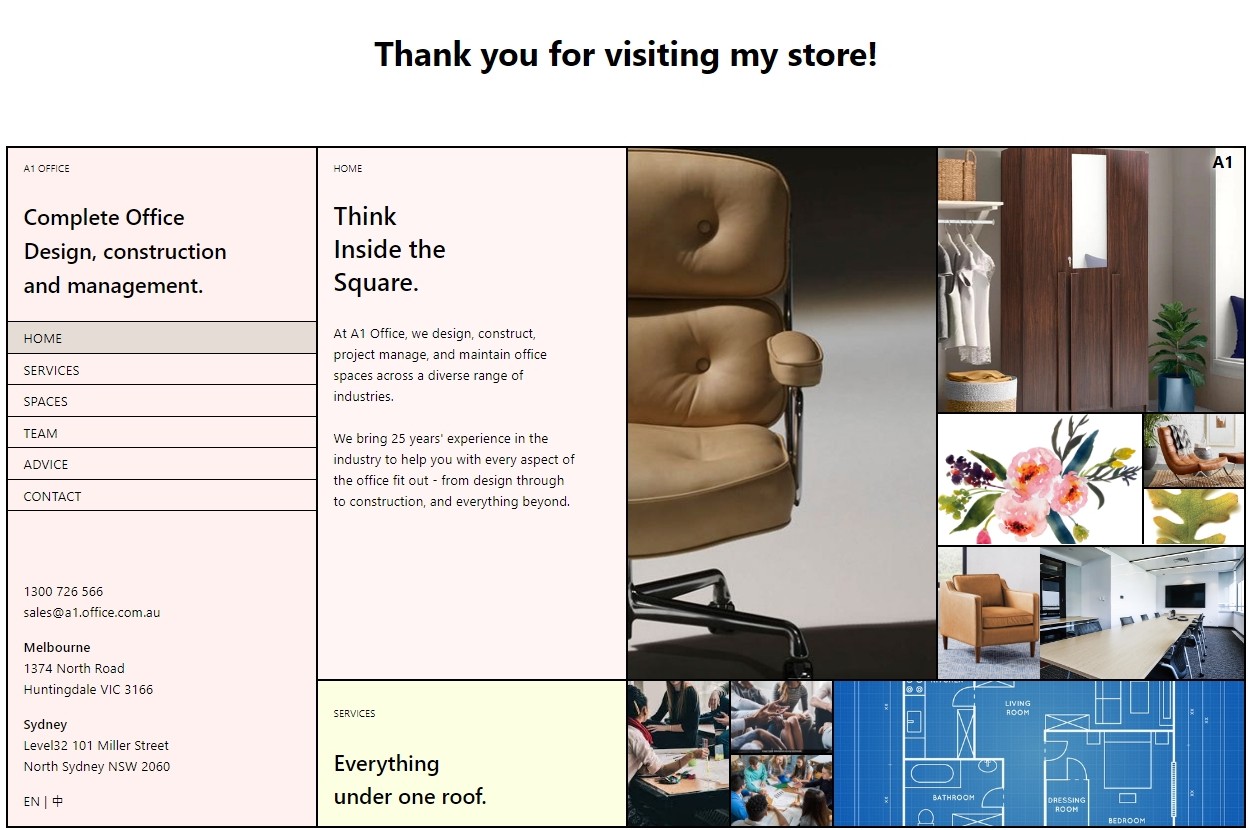 Thank you for visiting my store!
A1 OFFICE
Complete Office
Design, construction
and management.
HOME
SERVICES
SPACES
TEAM
ADVICE
CONTACT
1300 726 566
sales@a1.office.com.au
Melbourne
1374 North Road
Huntingdale VIC 3166
Sydney
Level32 101 Miller Street
North Sydney NSW 2060
EN | 中
HOME
Think
Inside the
Square.
At A1 Office, we design, construct,
project manage, and maintain office
spaces across a diverse range of
industries.
We bring 25 years' experience in the
industry to help you with every aspect of
the office fit out - from design through
to construction, and everything beyond.
SERVICES
Everything
under one roof.
A1
KITCHEN
LIVING
ROOM
BATHROOM
DRESSING
ROOM
BEDROOM